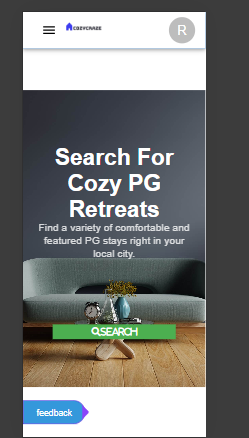 COZYCRAZE
R
Search For
Cozy PG
Retreats
Find a variety of comfortable and
featured PG stays right in your
local city.
SEARCH
feedback